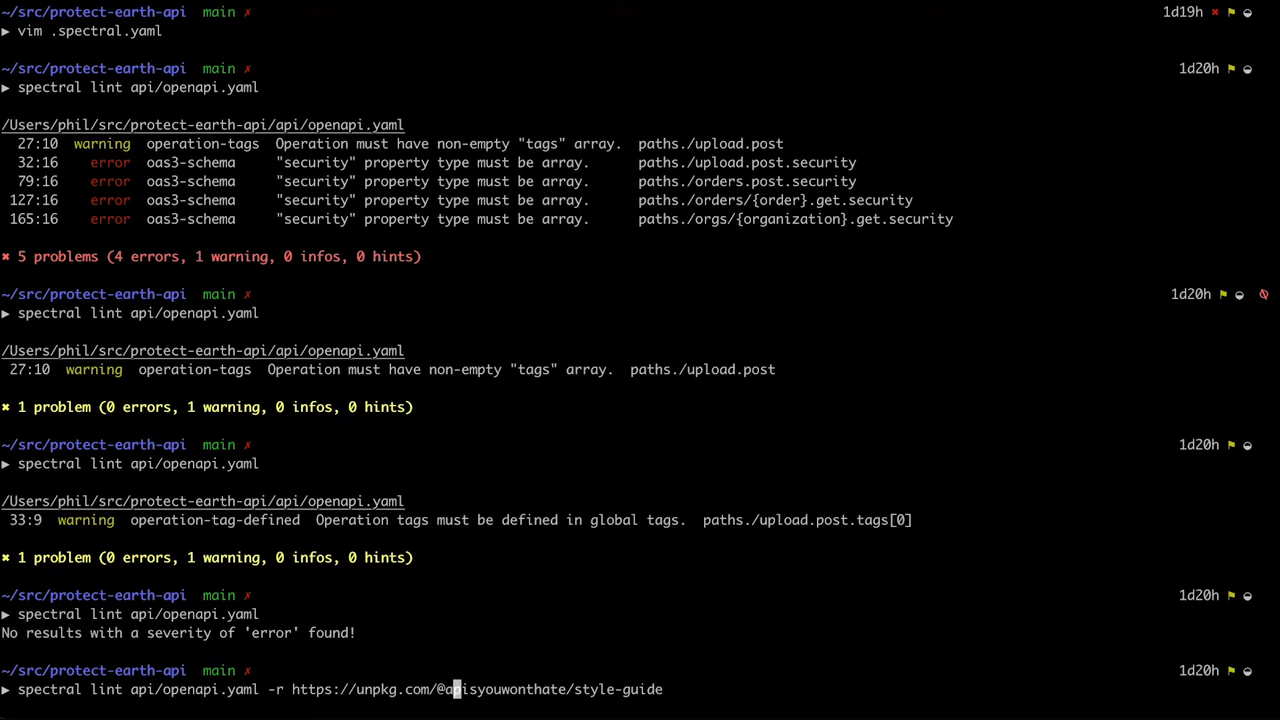 ~/src/protect-earth-api main ✗ 1d19h ✖ ⚑ ◒
▶ vim .spectral.yaml
~/src/protect-earth-api main ✗ 1d20h ⚑ ◒
▶ spectral lint api/openapi.yaml
/Users/phil/src/protect-earth-api/api/openapi.yaml
27:10 warning operation-tags Operation must have non-empty "tags" array. paths./upload.post
32:16 error oas3-schema "security" property type must be array. paths./upload.post.security
79:16 error oas3-schema "security" property type must be array. paths./orders.post.security
127:16 error oas3-schema "security" property type must be array. paths./orders/{order}.get.security
165:16 error oas3-schema "security" property type must be array. paths./orgs/{organization}.get.security
✖ 5 problems (4 errors, 1 warning, 0 infos, 0 hints)
~/src/protect-earth-api main ✗ 1d20h ⚑ ◒ ⦰
▶ spectral lint api/openapi.yaml
/Users/phil/src/protect-earth-api/api/openapi.yaml
27:10 warning operation-tags Operation must have non-empty "tags" array. paths./upload.post
✖ 1 problem (0 errors, 1 warning, 0 infos, 0 hints)
~/src/protect-earth-api main ✗ 1d20h ⚑ ◒
▶ spectral lint api/openapi.yaml
/Users/phil/src/protect-earth-api/api/openapi.yaml
33:9 warning operation-tag-defined Operation tags must be defined in global tags. paths./upload.post.tags[0]
✖ 1 problem (0 errors, 1 warning, 0 infos, 0 hints)
~/src/protect-earth-api main ✗ 1d20h ⚑ ◒
▶ spectral lint api/openapi.yaml
No results with a severity of 'error' found!
~/src/protect-earth-api main ✗ 1d20h ⚑ ◒
▶ spectral lint api/openapi.yaml -r https://unpkg.com/@apisyouwonthate/style-guide